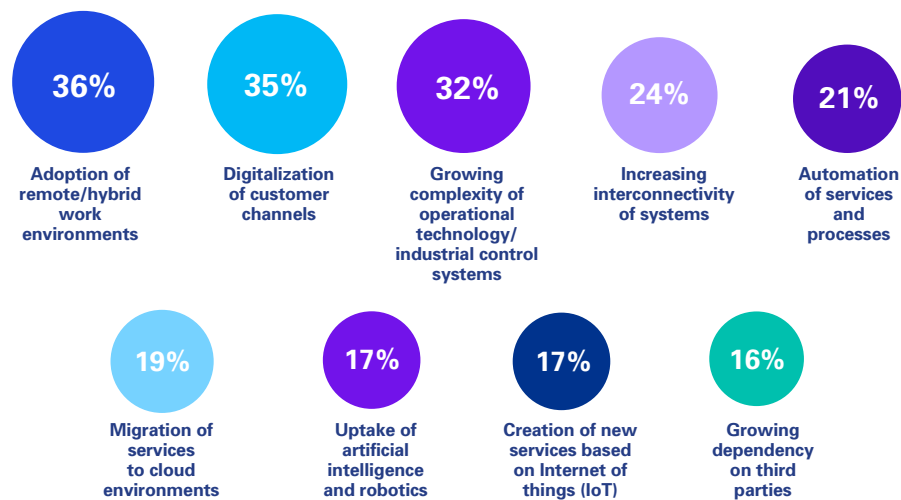 36%
35%
32%
24%
21%
Adoption of
remote/hybrid
work
environments
Digitalization
of customer
channels
Growing
complexity of
operational
technology/
industrial control
systems
Increasing
interconnectivity
of systems
Automation
of services
and
processes
19%
17%
17%
16%
Migration of
services
to cloud
environments
Uptake of
artificial
intelligence
and robotics
Creation of new
services based
on Internet of
things (IoT)
Growing
dependency
on third
parties